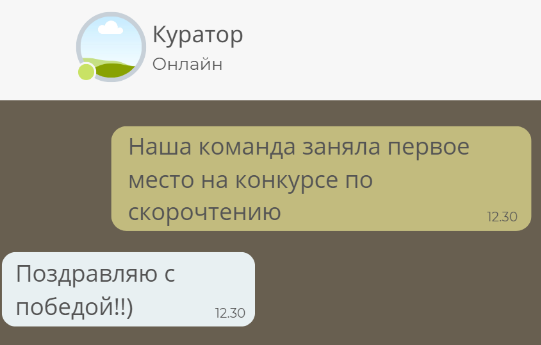 Куратор
Онлайн
Наша команда заняла первое
место на конкурсе по
скорочтению
12.30
Поздравляю с
победой!!)
12.30